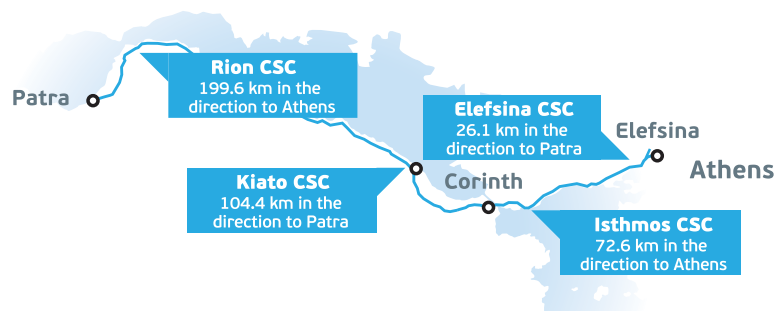 Rion CSC
199.6 km in the
direction to Athens
Patra
Elefsina CSC
26.1 km in the
direction to Patra
Elefsina
Athens
Kiato CSC
104.4 km in the
direction to Patra
Corinth
Isthmos CSC
72.6 km in the
direction to Athens